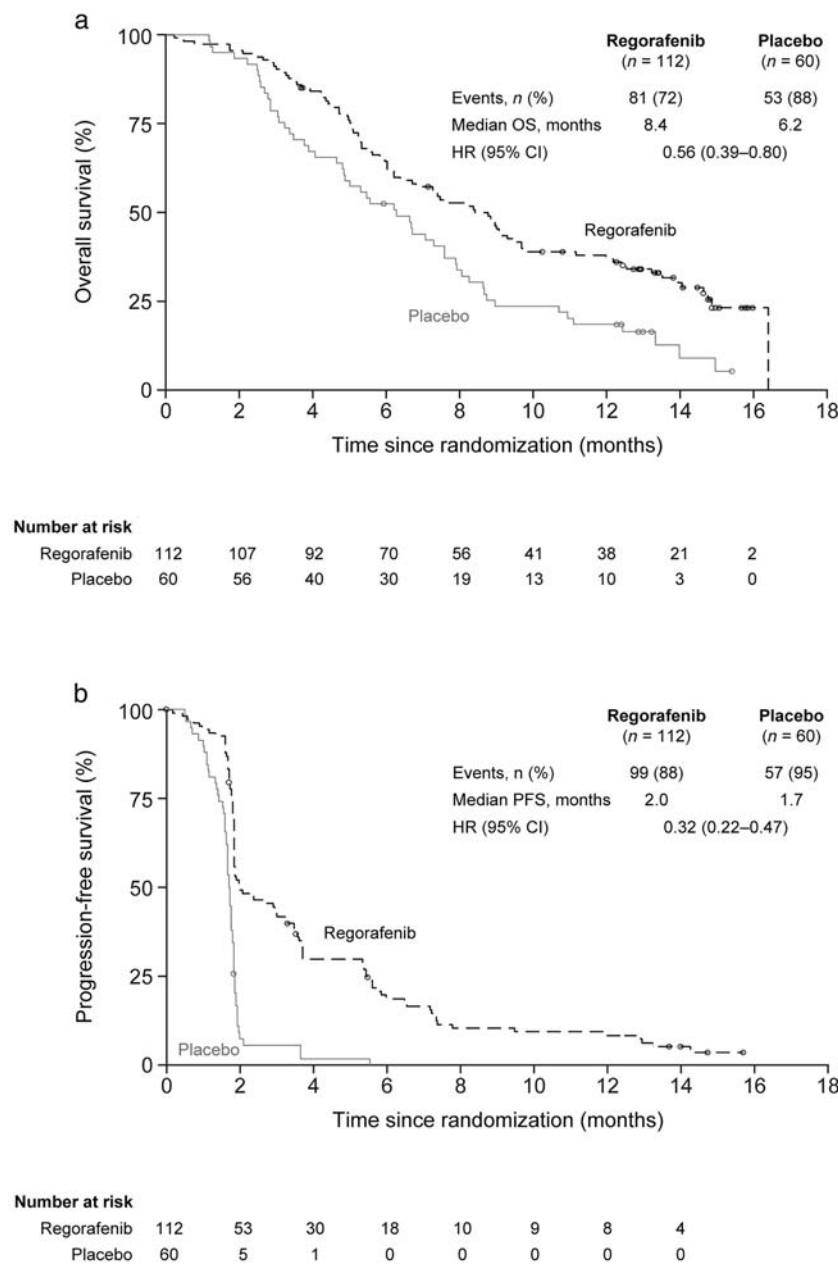 a
Regorafenib Placebo
(n = 112) (n = 60)
Events, n (%) 81 (72) 53 (88)
Median OS, months 8.4 6.2
HR (95% CI) 0.56 (0.39–0.80)
100
75
50
25
0
Overall survival (%)
Regorafenib
Placebo
0 2 4 6 8 10 12 14 16 18
Time since randomization (months)
Number at risk
Regorafenib 112 107 92 70 56 41 38 21 2
Placebo 60 56 40 30 19 13 10 3 0
b
Regorafenib Placebo
(n = 112) (n = 60)
Events, n (%) 99 (88) 57 (95)
Median PFS, months 2.0 1.7
HR (95% CI) 0.32 (0.22–0.47)
100
75
50
25
0
Progression-free survival (%)
Regorafenib
Placebo
0 2 4 6 8 10 12 14 16 18
Time since randomization (months)
Number at risk
Regorafenib 112 53 30 18 10 9 8 4
Placebo 60 5 1 0 0 0 0 0